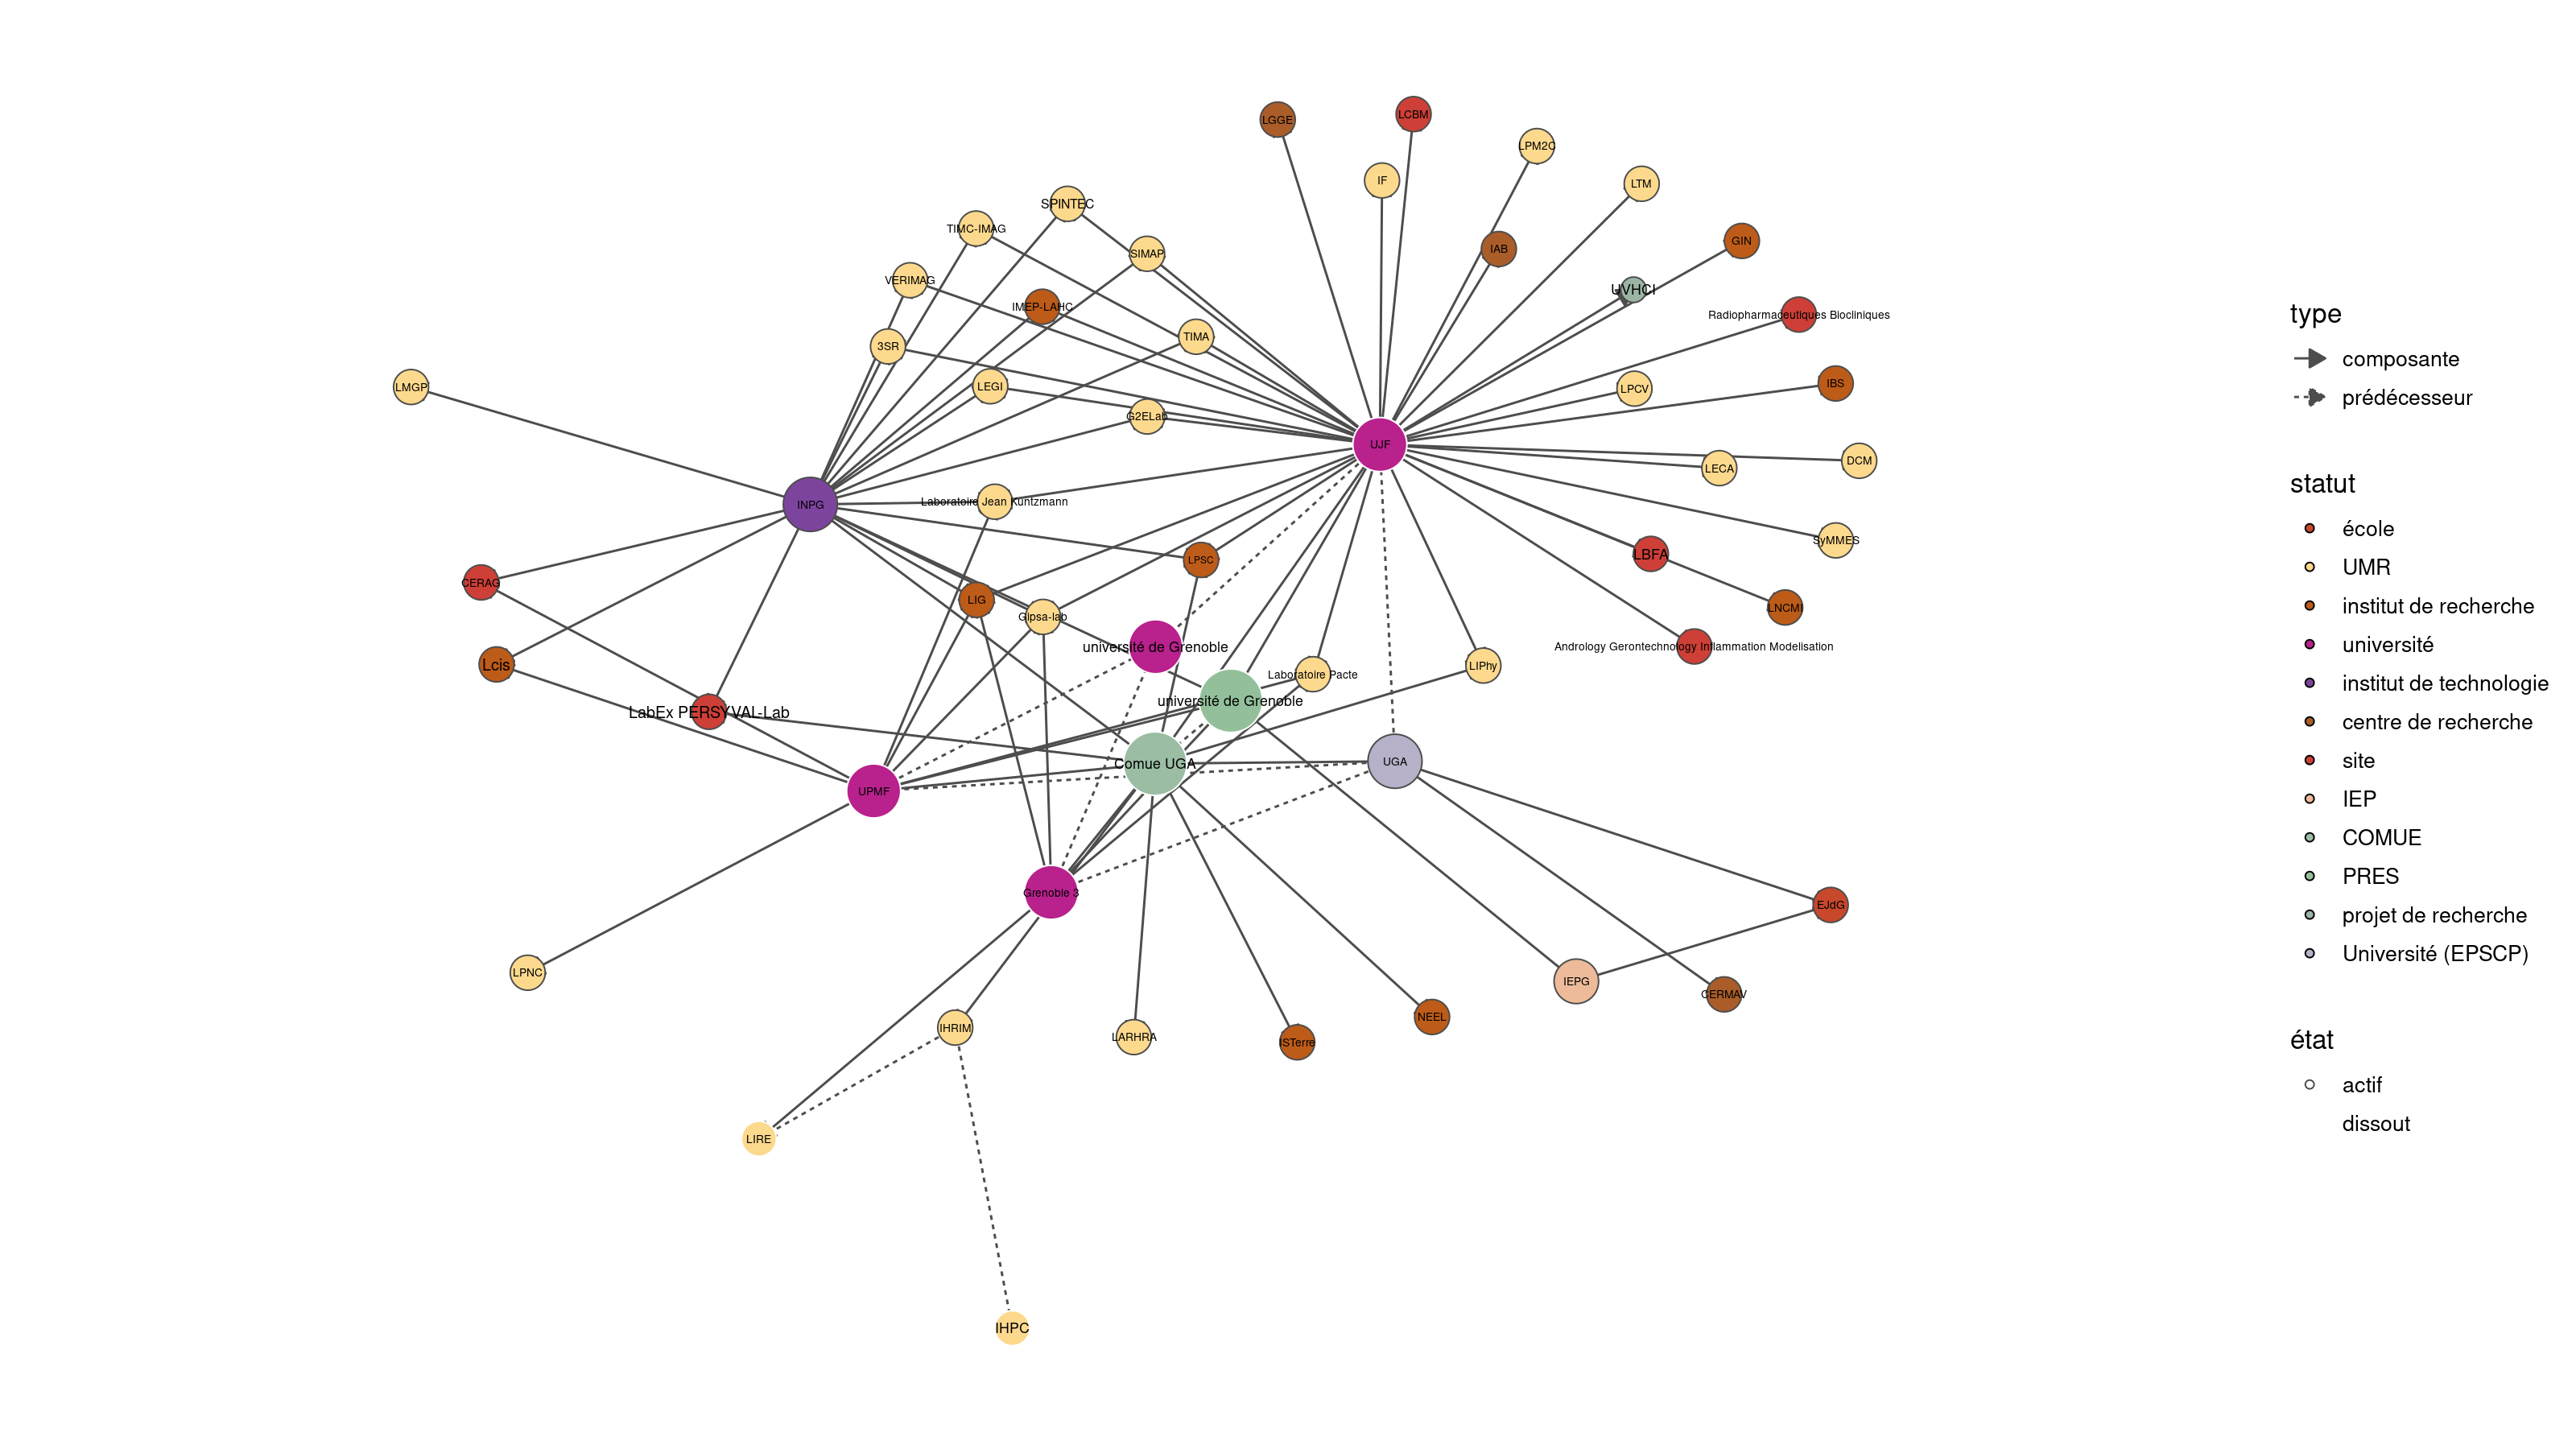 LGGE
LCBM
LPM2C
IF
LTM
SPINTEC
TIMC-IMAG
SIMAP
GIN
IAB
VERIMAG
UVHCI
IMEP-LAHC
Radiopharmaceutiques Biocliniques
TIMA
3SR
LMGP
LEGI
LPCV
IBS
G2ELab
UJF
DCM
LECA
INPG
Laboratoire Jean Kuntzmann
SyMMES
LBFA
LPSC
CERAG
LIG
LNCMI
Gipsa-lab
université de Grenoble
Andrology Gerontechnology Inflammation Modelisation
Lcis
LIPhy
Laboratoire Pacte
université de Grenoble
LabEx PERSYVAL-Lab
Comue UGA
UGA
UPMF
Grenoble 3
EJdG
LPNC
IEPG
CERMAV
NEEL
IHRIM
LARHRA
ISTerre
LIRE
IHPC
type
composante
prédécesseur
statut
école
UMR
institut de recherche
université
institut de technologie
centre de recherche
site
IEP
COMUE
PRES
projet de recherche
Université (EPSCP)
état
actif
dissout